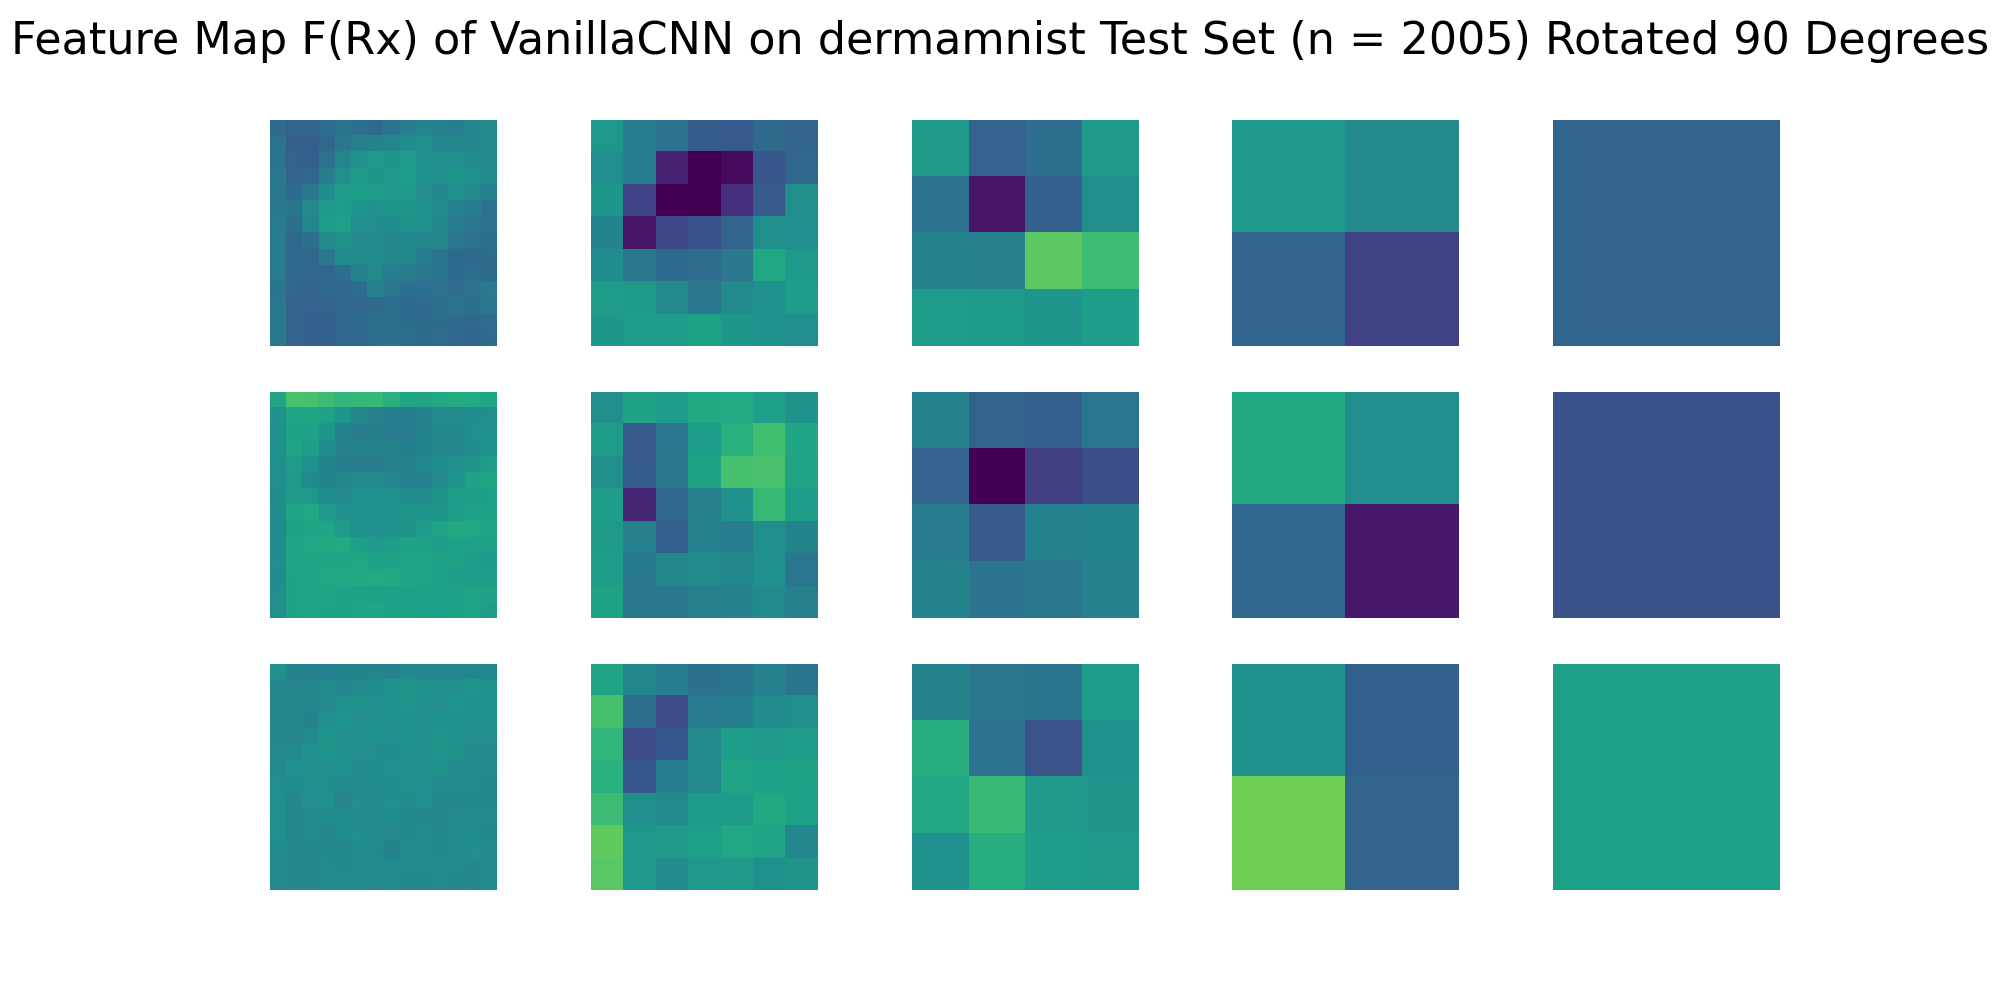 Feature Map F(Rx) of VanillaCNN on dermamnist Test Set (n = 2005) Rotated 90 Degrees